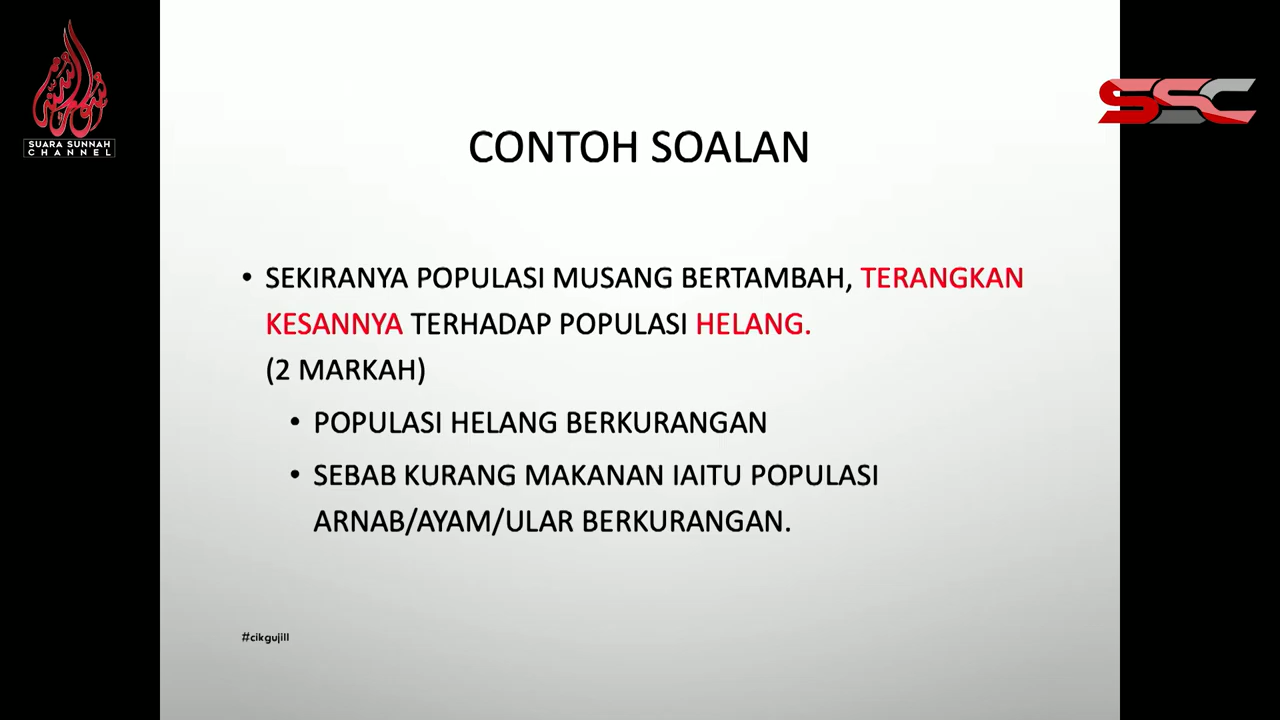 SUARA SUNNAH
CHANNEL
SSC
CONTOH SOALAN
• SEKIRANYA POPULASI MUSANG BERTAMBAH, TERANGKAN
KESANNYA TERHADAP POPULASI HELANG.
(2 MARKAH)
• POPULASI HELANG BERKURANGAN
• SEBAB KURANG MAKANAN IAITU POPULASI
ARNAB/AYAM/ULAR BERKURANGAN.
#cikgujill